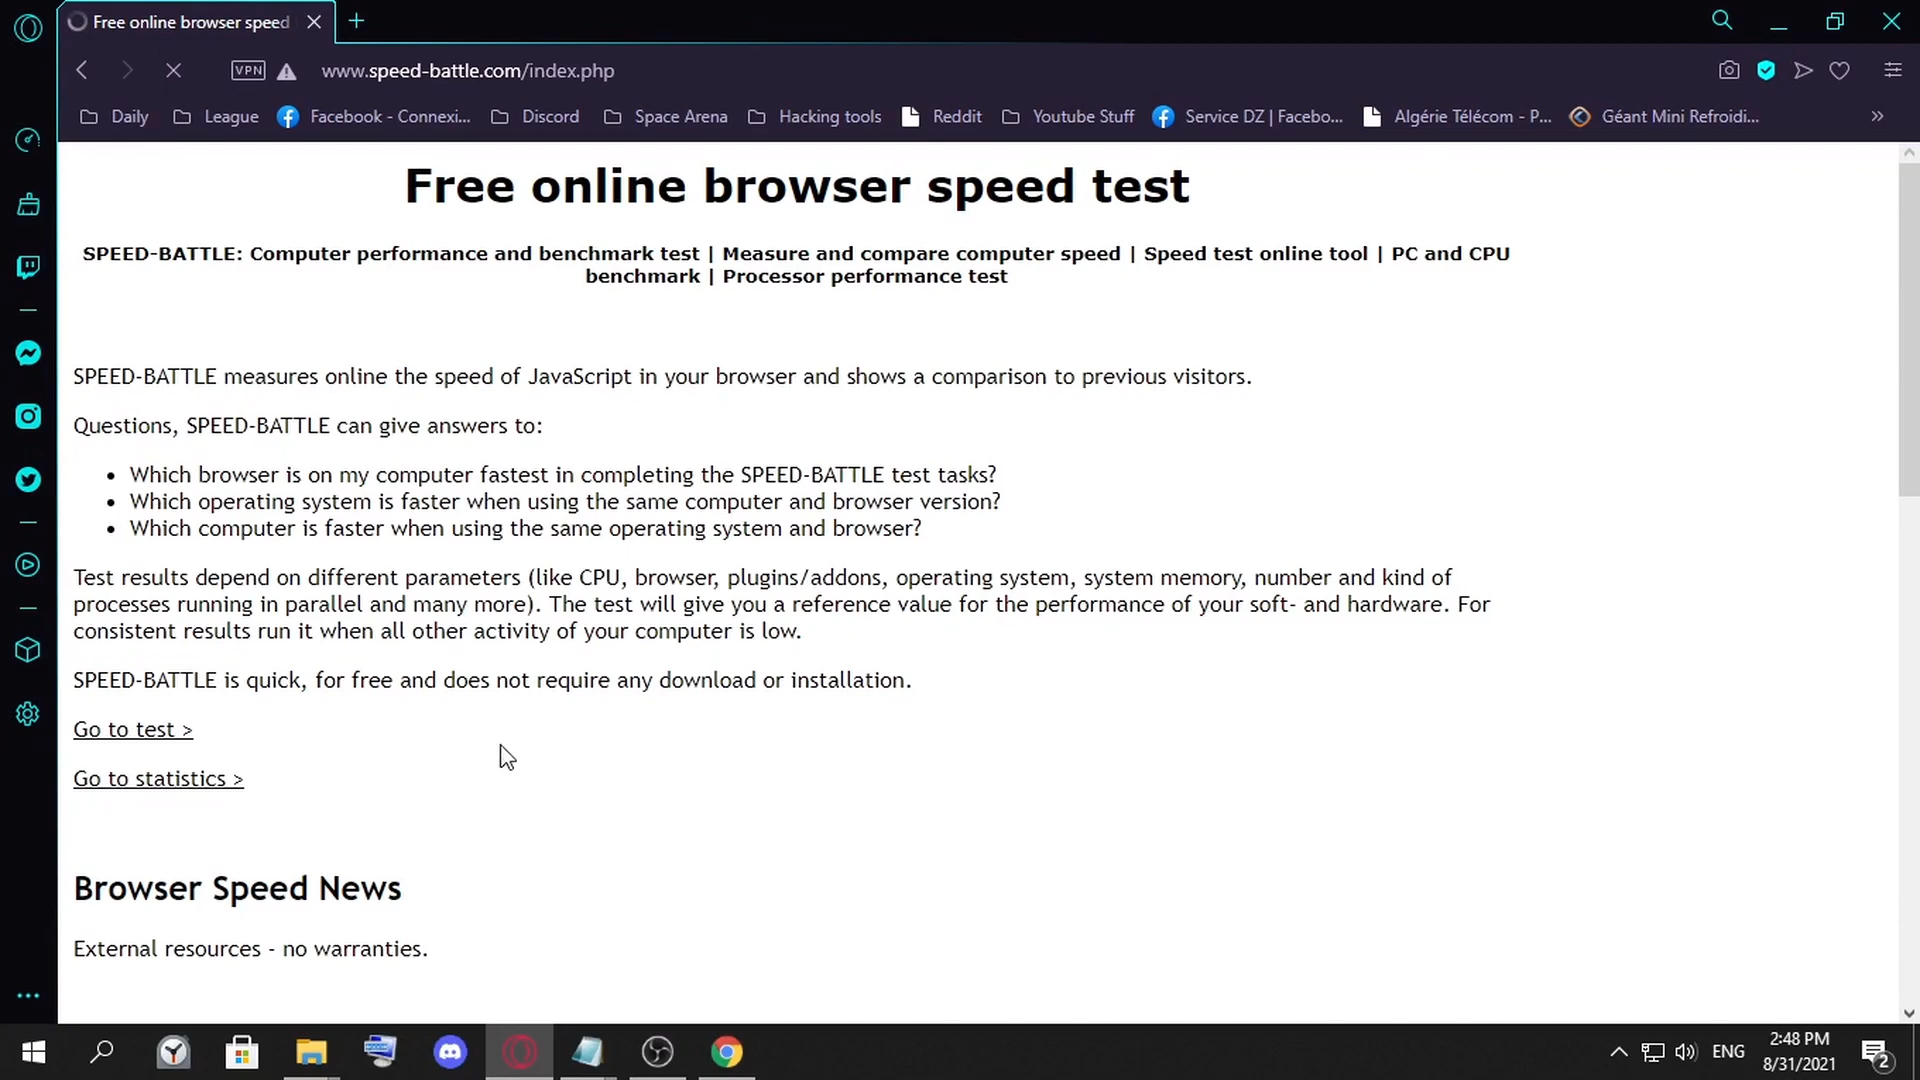 Free online browser speed
VPN
www.speed-battle.com/index.php
Daily
League
Facebook - Connexi...
Discord
Space Arena
Hacking tools
Reddit
Youtube Stuff
Service DZ | Facebo...
Algérie Télécom - P...
Géant Mini Refroidi...
Free online browser speed test
SPEED-BATTLE: Computer performance and benchmark test | Measure and compare computer speed | Speed test online tool | PC and CPU
benchmark | Processor performance test
SPEED-BATTLE measures online the speed of JavaScript in your browser and shows a comparison to previous visitors.
Questions, SPEED-BATTLE can give answers to:
• Which browser is on my computer fastest in completing the SPEED-BATTLE test tasks?
• Which operating system is faster when using the same computer and browser version?
• Which computer is faster when using the same operating system and browser?
Test results depend on different parameters (like CPU, browser, plugins/addons, operating system, system memory, number and kind of
processes running in parallel and many more). The test will give you a reference value for the performance of your soft- and hardware. For
consistent results run it when all other activity of your computer is low.
SPEED-BATTLE is quick, for free and does not require any download or installation.
Go to test >
Go to statistics >
Browser Speed News
External resources - no warranties.
ENG
2:48 PM
8/31/2021
2